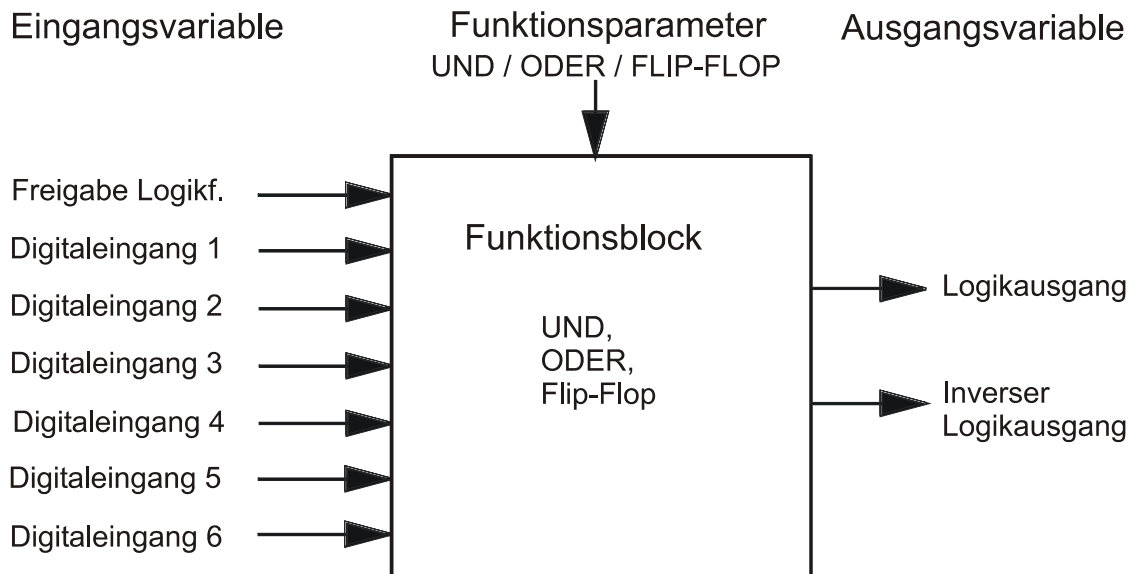 Eingangsvariable
Funktionsparameter
UND / ODER / FLIP-FLOP
Ausgangsvariable
Freigabe Logikf.
Digitaleingang 1
Digitaleingang 2
Digitaleingang 3
Digitaleingang 4
Digitaleingang 5
Digitaleingang 6
Funktionsblock
UND,
ODER,
Flip-Flop
Logikausgang
Inverser
Logikausgang